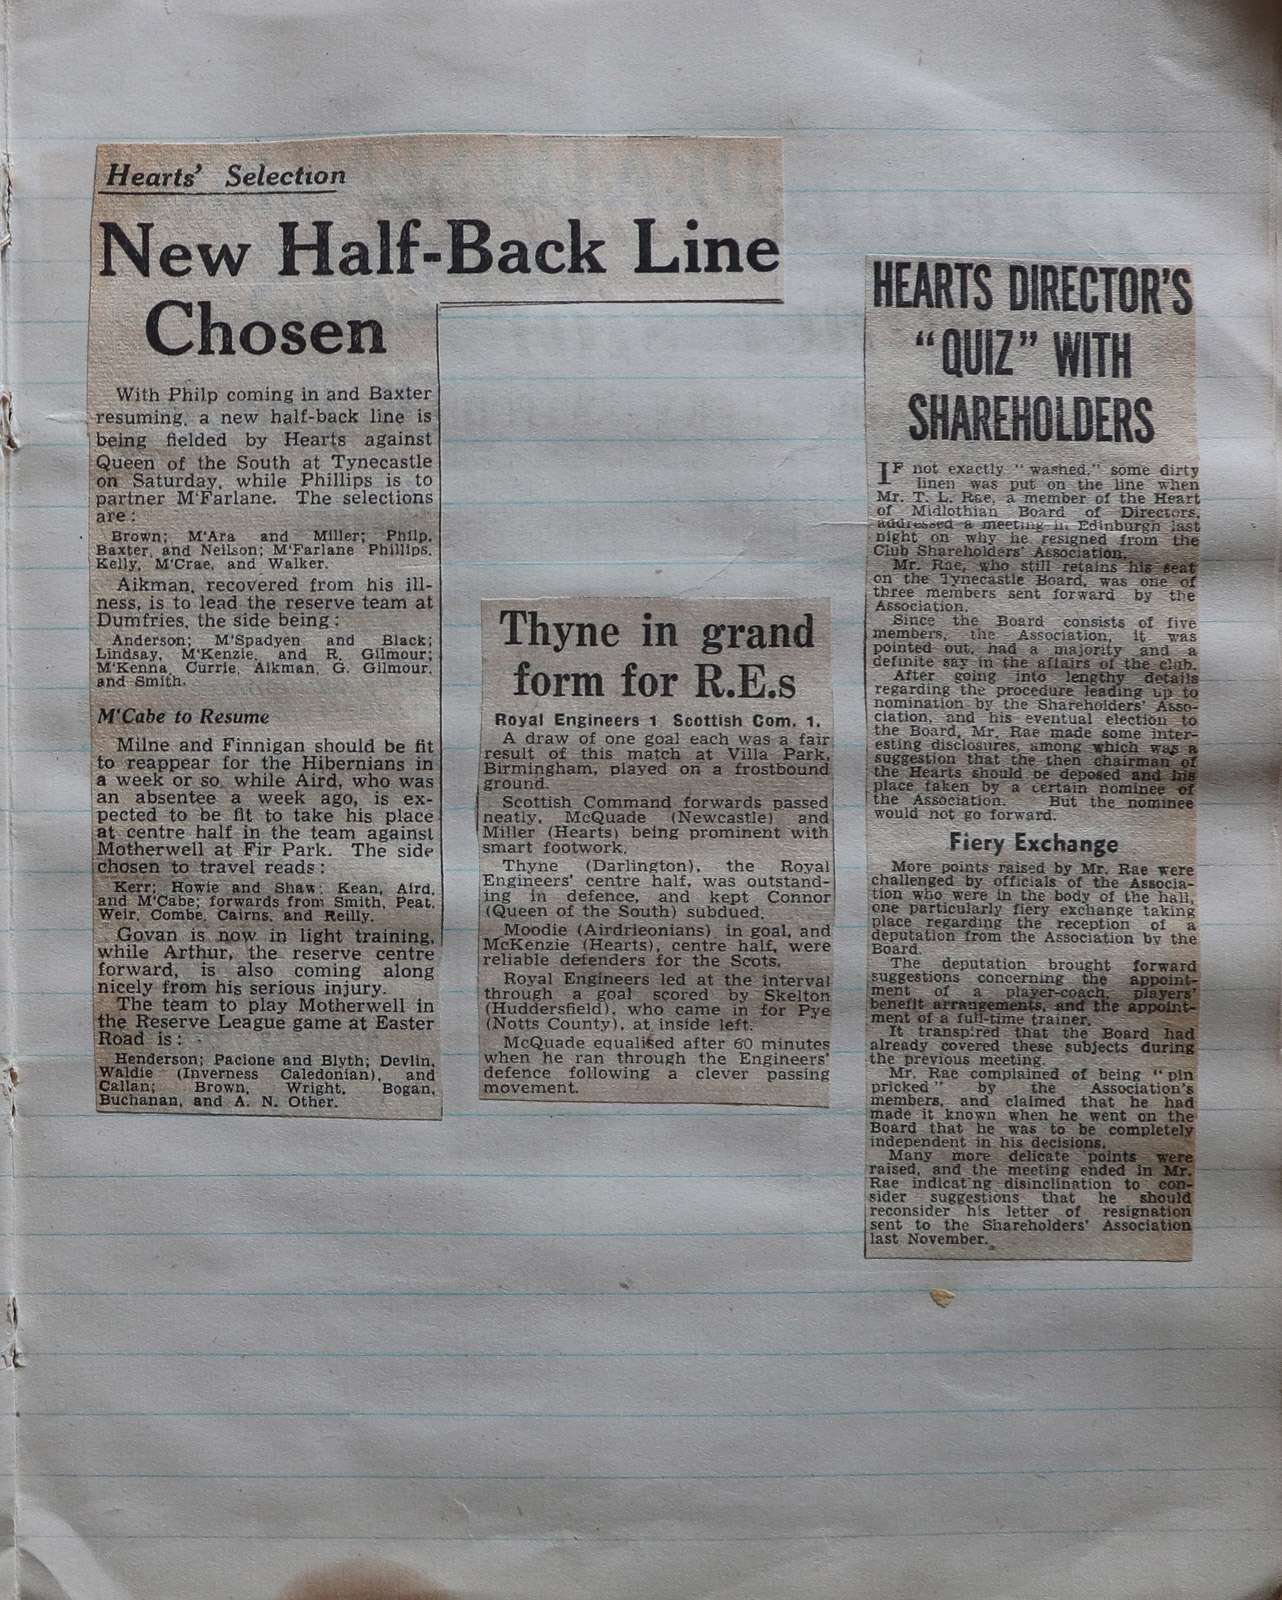 Hearts' Selection
New Half-Back Line
Chosen
With Philp coming in and Baxter
resuming, a new half-back line is
being fielded by Hearts against
Queen of the South at Tynecastle
on Saturday, while Phillips is to
partner M'Farlane. The selections
are:
Brown; M'Ara and Miller; Philp,
Baxter, and Neilson; M'Farlane Phillips,
Kelly, M'Crae, and Walker.
Aikman, recovered from his ill-
ness, is to lead the reserve team at
Dumfries, the side being:
Anderson; M'Spadyen and Black;
Lindsay, M'Kenzie, and R. Gilmour;
M'Kenna, Currie, Aikman, G. Gilmour,
and Smith.
M'Cabe to Resume
Milne and Finnigan should be fit
to reappear for the Hibernians in
a week or so, while Aird, who was
an absentee a week ago, is ex-
pected to be fit to take his place
at centre half in the team against
Motherwell at Fir Park. The side
chosen to travel reads:
Kerr; Howie and Shaw; Kean, Aird,
and M'Cabe; forwards from Smith, Peat,
Weir, Combe, Cairns, and Reilly.
Govan is now in light training,
while Arthur, the reserve centre
forward, is also coming along
nicely from his serious injury.
The team to play Motherwell in
the Reserve League game at Easter
Road is:
Henderson; Pacione and Blyth; Devlin,
Waldie (Inverness Caledonian), and
Callan; Brown, Wright, Bogan,
Buchanan, and A. N. Other.
Thyne in grand
form for R.E.s
Royal Engineers 1 Scottish Com. 1.
A draw of one goal each was a fair
result of this match at Villa Park,
Birmingham, played on a frostbound
ground.
Scottish Command forwards passed
neatly, McQuade (Newcastle) and
Miller (Hearts) being prominent with
smart footwork.
Thyne (Darlington), the Royal
Engineers' centre half, was outstand-
ing in defence, and kept Connor
(Queen of the South) subdued.
Moodie (Airdrieonians), in goal, and
McKenzie (Hearts), centre half, were
reliable defenders for the Scots.
Royal Engineers led at the interval
through a goal scored by Skelton
(Huddersfield), who came in for Pye
(Notts County), at inside left.
McQuade equalised after 60 minutes
when he ran through the Engineers'
defence following a clever passing
movement.
HEARTS DIRECTOR'S
"QUIZ" WITH
SHAREHOLDERS
IF not exactly "washed," some dirty
linen was put on the line when
Mr. T. L. Rae, a member of the Heart
of Midlothian Board of Directors,
addressed a meeting in Edinburgh last
night on why he resigned from the
Club Shareholders' Association.
Mr. Rae, who still retains his seat
on the Tynecastle Board, was one of
three members sent forward by the
Association.
Since the Board consists of five
members, the Association, it was
pointed out, had a majority and a
definite say in the affairs of the club.
After going into lengthy details
regarding the procedure leading up to
nomination by the Shareholders' Asso-
ciation, and his eventual election to
the Board, Mr. Rae made some inter-
esting disclosures, among which was a
suggestion that the then chairman of
the Hearts should be deposed and his
place taken by a certain nominee of
the Association. But the nominee
would not go forward.
Fiery Exchange
More points raised by Mr. Rae were
challenged by officials of the Associa-
tion who were in the body of the hall,
one particularly fiery exchange taking
place regarding the reception of a
deputation from the Association by the
Board.
The deputation brought forward
suggestions concerning the appoint-
ment of a player-coach, players'
benefit arrangements, and the appoint-
ment of a full-time trainer.
It transpired that the Board had
already covered these subjects during
the previous meeting.
Mr. Rae complained of being "pin
pricked" by the Association's
members, and claimed that he had
made it known when he went on the
Board that he was to be completely
independent in his decisions.
Many more delicate points were
raised, and the meeting ended in Mr.
Rae indicat'ng disinclination to con-
sider suggestions that he should
reconsider his letter of resignation
sent to the Shareholders' Association
last November.